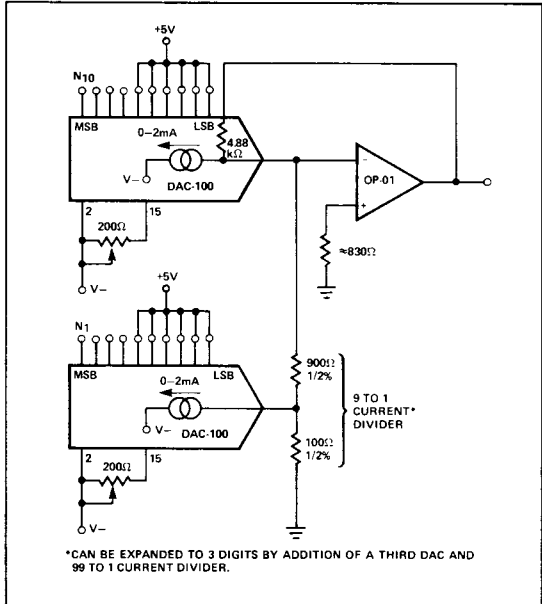 +5V
N10
MSB
LSB
0–2mA
4.88
kΩ
V–
DAC-100
–
OP-01
+
2
15
200Ω
≈830Ω
V–
+5V
N1
MSB
LSB
0–2mA
900Ω
1/2%
V–
DAC-100
9 TO 1
CURRENT*
DIVIDER
100Ω
1/2%
2
15
200Ω
V–
*CAN BE EXPANDED TO 3 DIGITS BY ADDITION OF A THIRD DAC AND
99 TO 1 CURRENT DIVIDER.